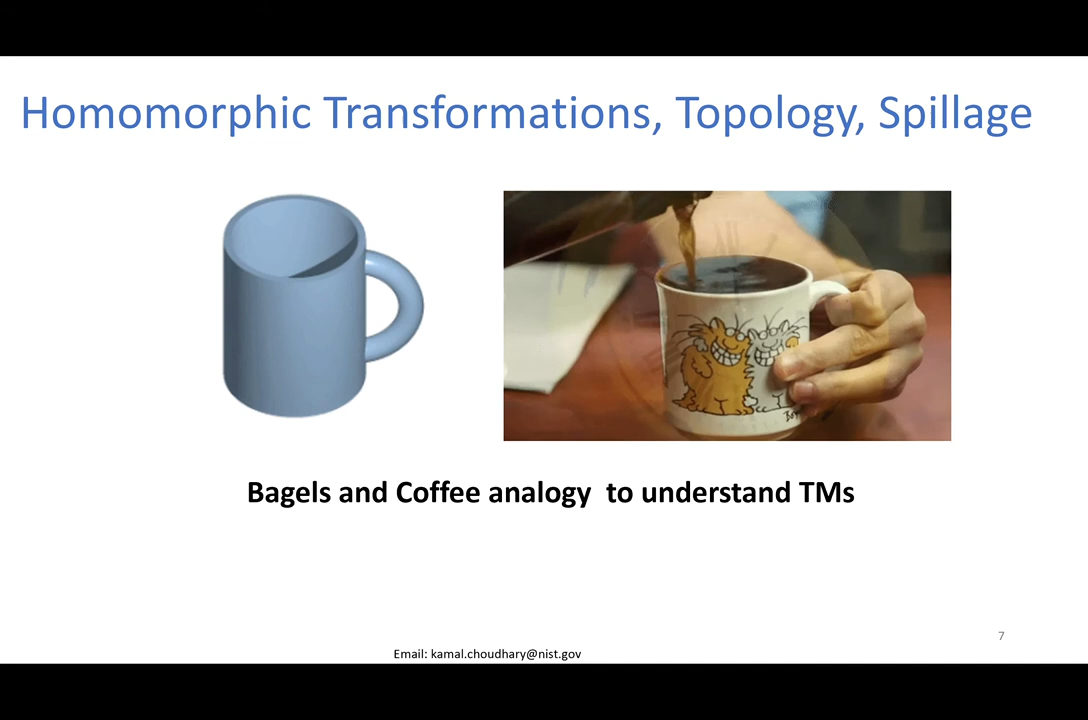 Homomorphic Transformations, Topology, Spillage
Bagels and Coffee analogy to understand TMs
7
Email: kamal.choudhary@nist.gov